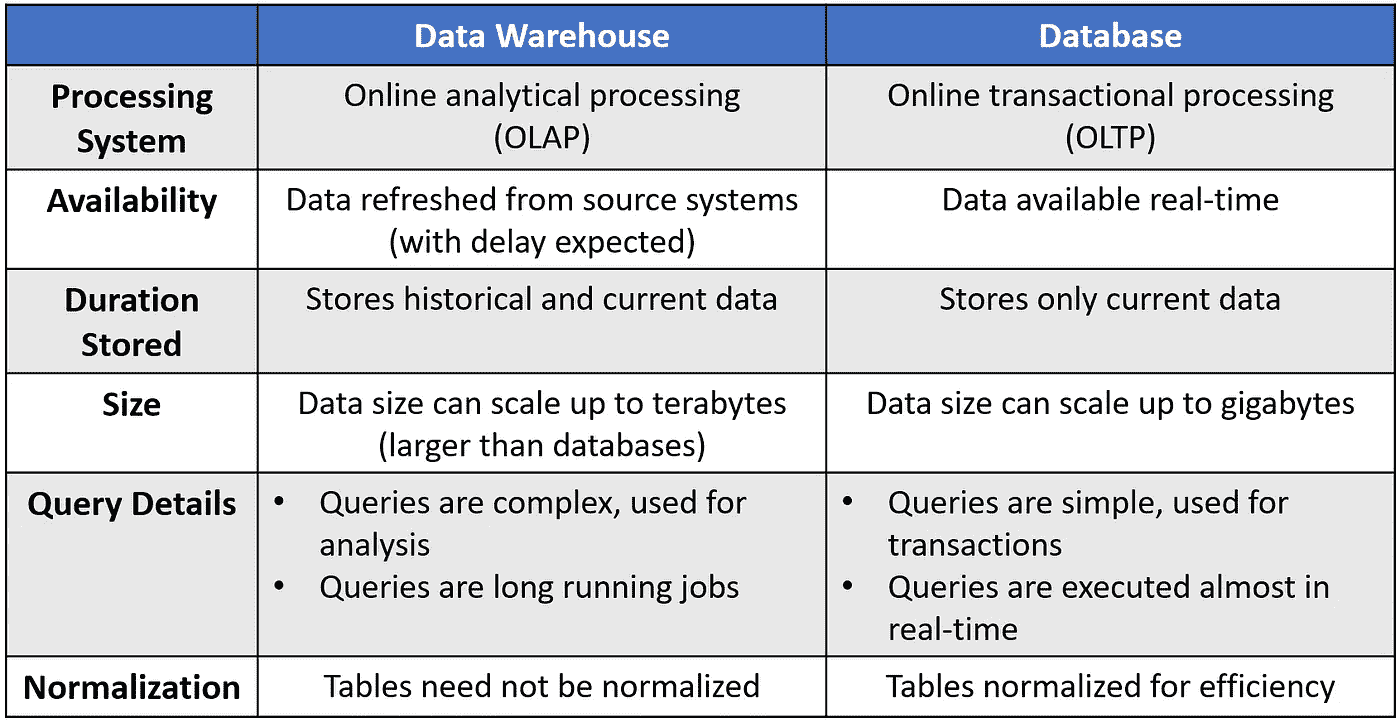 Data Warehouse
Database
Processing
System
Online analytical processing
(OLAP)
Online transactional processing
(OLTP)
Availability
Data refreshed from source systems
(with delay expected)
Data available real-time
Duration
Stored
Stores historical and current data
Stores only current data
Size
Data size can scale up to terabytes
(larger than databases)
Data size can scale up to gigabytes
Query Details
• Queries are complex, used for
analysis
• Queries are long running jobs
• Queries are simple, used for
transactions
• Queries are executed almost in
real-time
Normalization
Tables need not be normalized
Tables normalized for efficiency